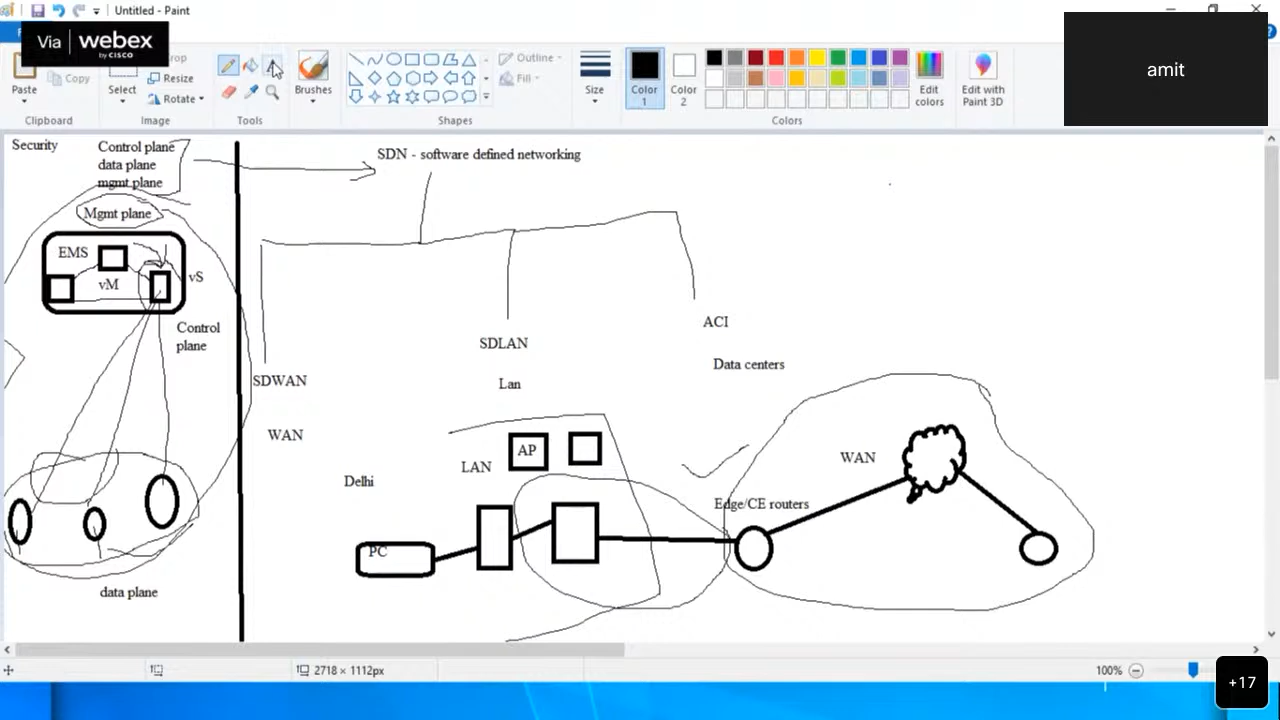 Untitled - Paint
Via webex
by CISCO
Paste
Copy
Clipboard
Select
Resize
Rotate
Image
Tools
Brushes
Outline
Fill
Shapes
Size
Color 1
Color 2
Edit colors
Edit with Paint 3D
Colors
amit
Security
Control plane
data plane
mgmt plane
SDN - software defined networking
Mgmt plane
EMS
vM
vS
Control
plane
ACI
SDLAN
Data centers
SDWAN
Lan
WAN
AP
WAN
LAN
Delhi
Edge/CE routers
PC
data plane
2718 × 1112px
100%
+17